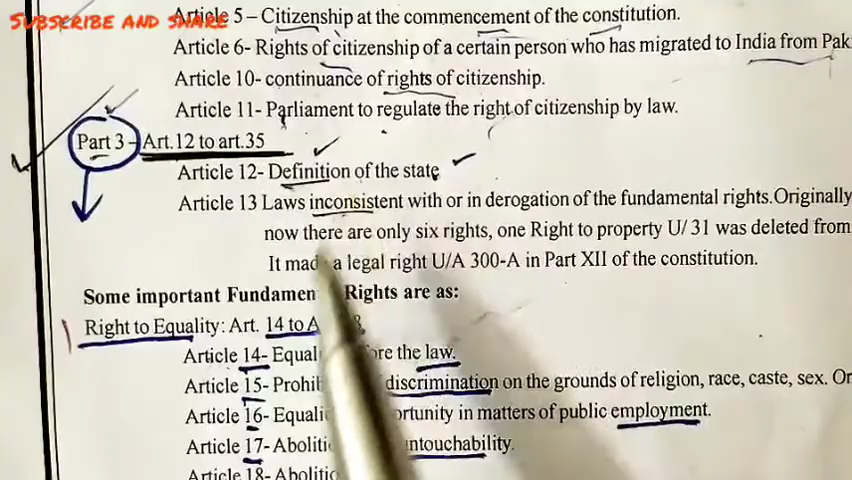 SUBSCRIBE AND SHARE
Article 5 – Citizenship at the commencement of the constitution.
Article 6- Rights of citizenship of a certain person who has migrated to India from Pak
Article 10- continuance of rights of citizenship.
Article 11- Parliament to regulate the right of citizenship by law.
Part 3 – Art.12 to art.35
Article 12- Definition of the state
Article 13 Laws inconsistent with or in derogation of the fundamental rights.Originally
now there are only six rights, one Right to property U/ 31 was deleted from
It mad a legal right U/A 300-A in Part XII of the constitution.
Some important Fundamen Rights are as:
Right to Equality: Art. 14 to A
Article 14- Equal ore the law.
Article 15- Prohib discrimination on the grounds of religion, race, caste, sex. Or
Article 16- Equali ortunity in matters of public employment.
Article 17- Aboliti ntouchability.
Article 18- Abolitio